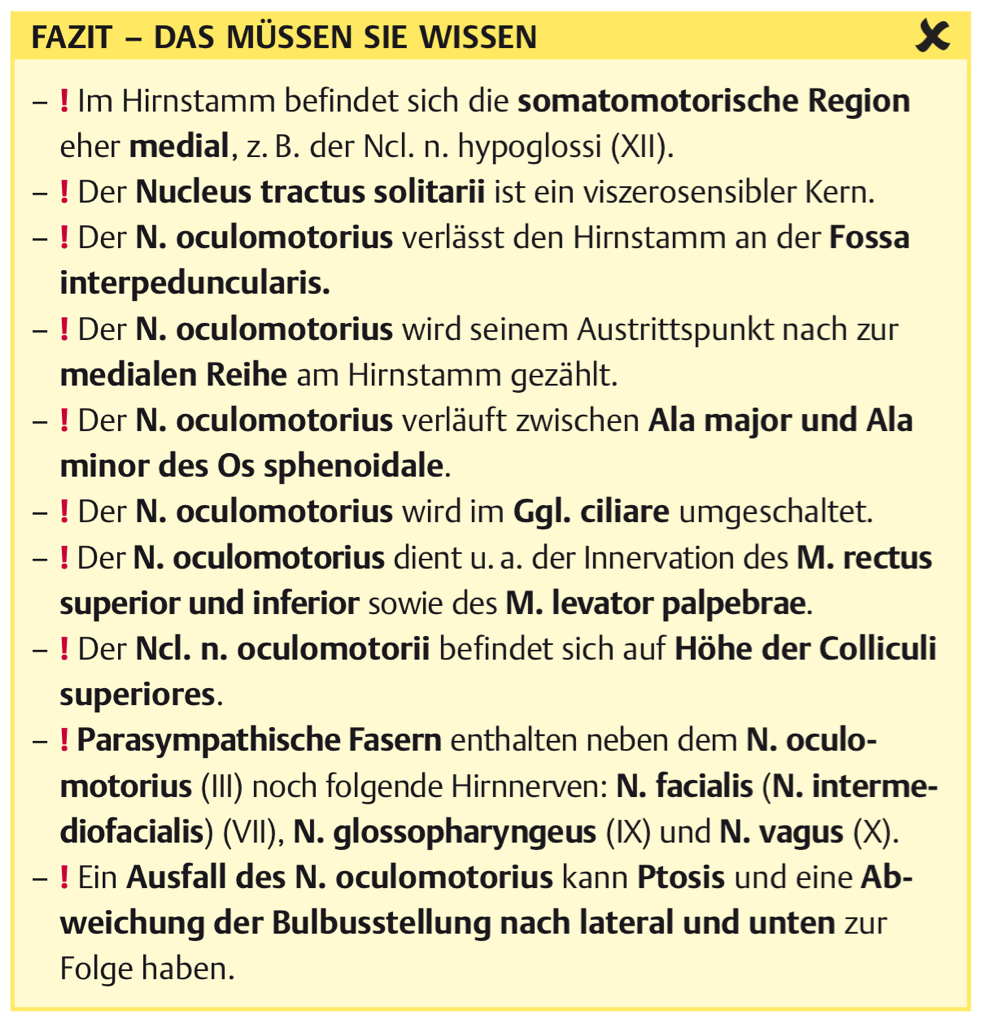 FAZIT – DAS MÜSSEN SIE WISSEN
– ! Im Hirnstamm befindet sich die somatomotorische Region
eher medial, z. B. der Ncl. n. hypoglossi (XII).
– ! Der Nucleus tractus solitarii ist ein viszerosensibler Kern.
– ! Der N. oculomotorius verlässt den Hirnstamm an der Fossa
interpeduncularis.
– ! Der N. oculomotorius wird seinem Austrittspunkt nach zur
medialen Reihe am Hirnstamm gezählt.
– ! Der N. oculomotorius verläuft zwischen Ala major und Ala
minor des Os sphenoidale.
– ! Der N. oculomotorius wird im Ggl. ciliare umgeschaltet.
– ! Der N. oculomotorius dient u. a. der Innervation des M. rectus
superior und inferior sowie des M. levator palpebrae.
– ! Der Ncl. n. oculomotorii befindet sich auf Höhe der Colliculi
superiores.
– ! Parasympathische Fasern enthalten neben dem N. oculo-
motorius (III) noch folgende Hirnnerven: N. facialis (N. interme-
diofacialis) (VII), N. glossopharyngeus (IX) und N. vagus (X).
– ! Ein Ausfall des N. oculomotorius kann Ptosis und eine Ab-
weichung der Bulbusstellung nach lateral und unten zur
Folge haben.